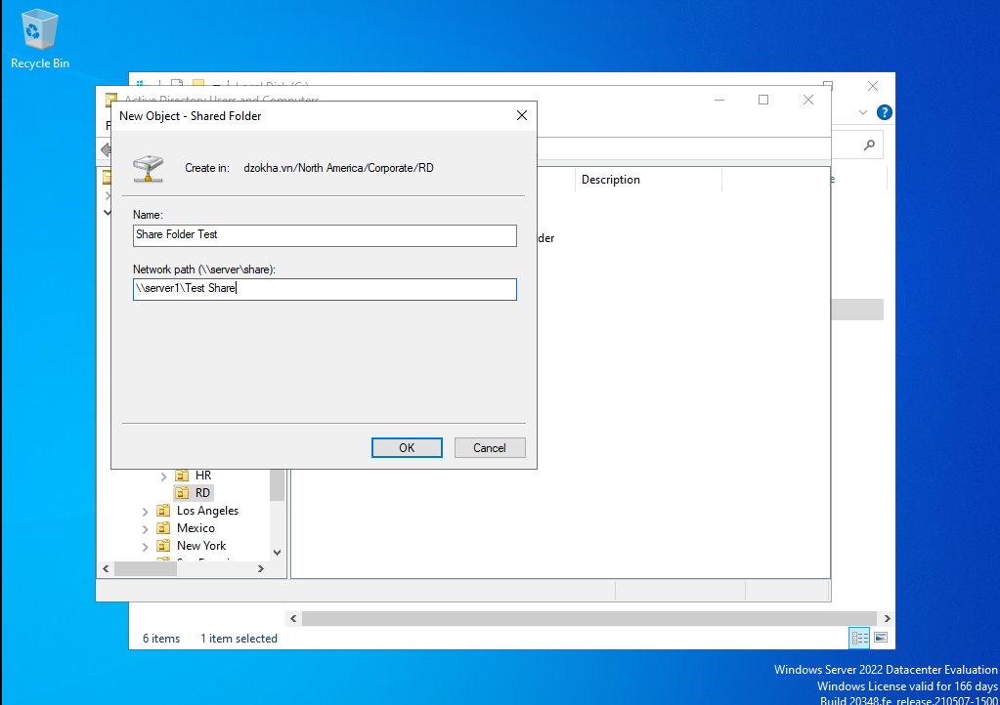 Recycle Bin
Local Disk (C:)
Active Directory Users and Computers
New Object - Shared Folder
Create in: dzokha.vn/North America/Corporate/RD
Name:
Share Folder Test
Network path (\\server\share):
\\server1\Test Share
OK Cancel
Description
der
HR
RD
Los Angeles
Mexico
New York
6 items 1 item selected
Windows Server 2022 Datacenter Evaluation
Windows License valid for 166 days
Build 20348.fe_release.210507-1500